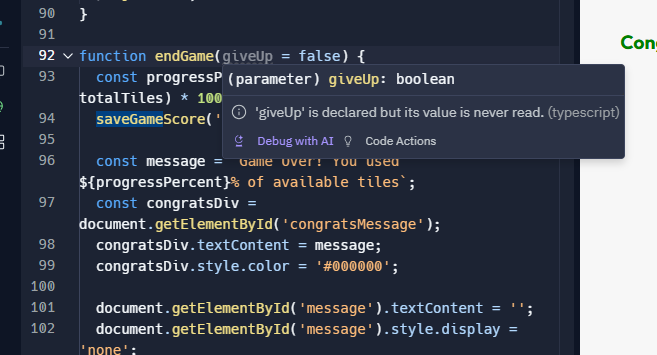 90 }
91
92 function endGame(giveUp = false) {
93 const progressP
(parameter) giveUp: boolean
totalTiles) * 100
'giveUp' is declared but its value is never read. (typescript)
94 saveGameScore('
95
Debug with AI Code Actions
96 const message = `Game Over! You used
${progressPercent}% of available tiles`;
97 const congratsDiv =
document.getElementById('congratsMessage');
98 congratsDiv.textContent = message;
99 congratsDiv.style.color = '#000000';
100
101 document.getElementById('message').textContent = '';
102 document.getElementById('message').style.display =
'none';
Con